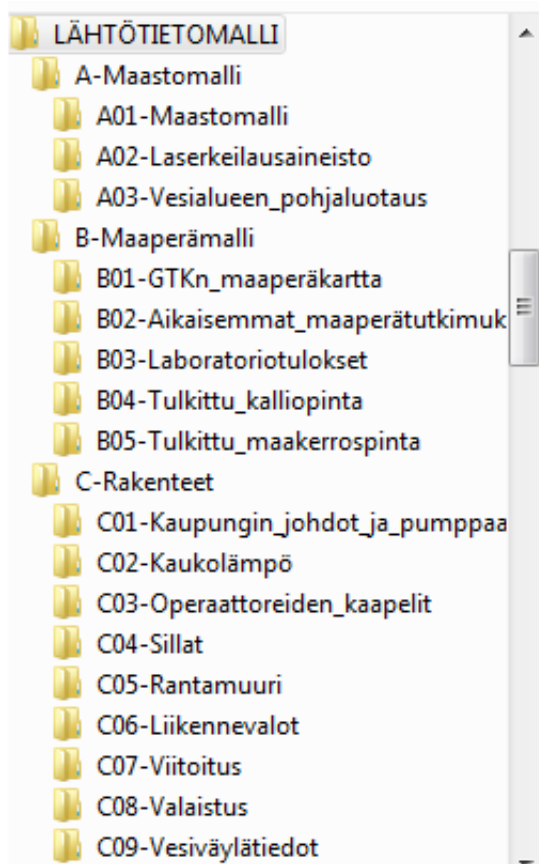 LÄHTÖTIETOMALLI
A-Maastomalli
A01-Maastomalli
A02-Laserkeilausaineisto
A03-Vesialueen_pohjaluotaus
B-Maaperämalli
B01-GTKn_maaperäkartta
B02-Aikaisemmat_maaperätutkimuk
B03-Laboratoriotulokset
B04-Tulkittu_kalliopinta
B05-Tulkittu_maakerrospinta
C-Rakenteet
C01-Kaupungin_johdot_ja_pumppaa
C02-Kaukolämpö
C03-Operaattoreiden_kaapelit
C04-Sillat
C05-Rantamuuri
C06-Liikennevalot
C07-Viitoitus
C08-Valaistus
C09-Vesiväylätiedot